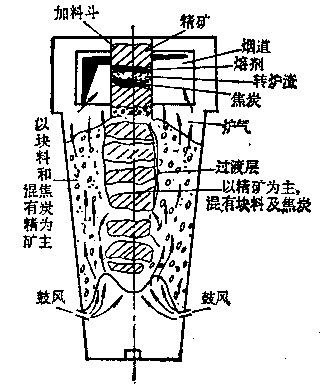 加料斗
精矿
烟道
熔剂
转炉渣
焦炭
炉气
以块料和焦炭为主
混有精矿
过渡层
以精矿为主,
混有块料及焦炭
鼓风
鼓风